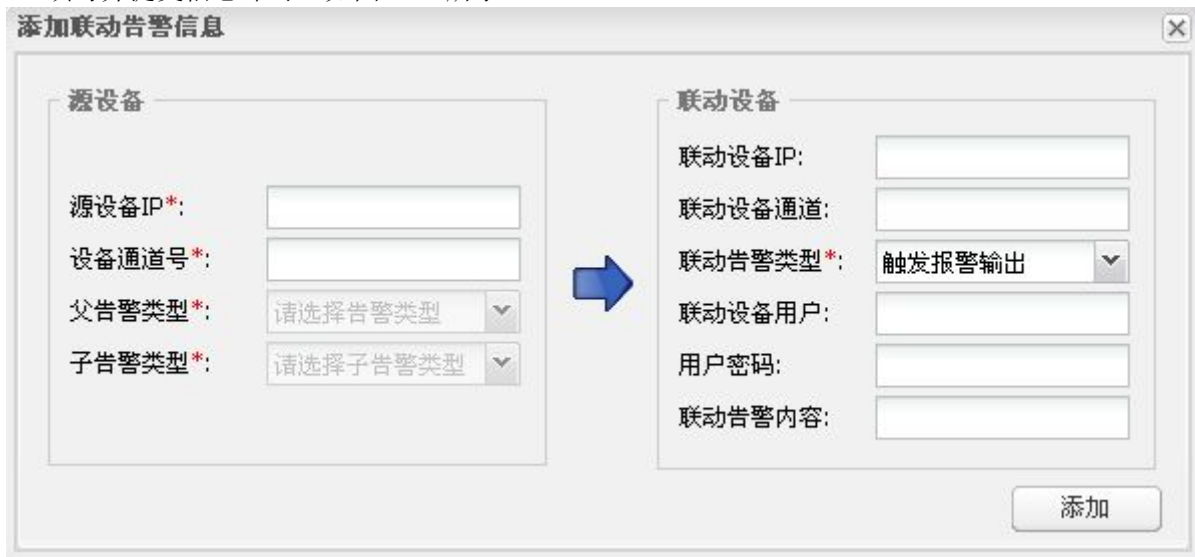 添加联动告警信息
源设备
源设备IP*:
设备通道号*:
父告警类型*: 请选择告警类型
子告警类型*: 请选择子告警类型
联动设备
联动设备IP:
联动设备通道:
联动告警类型*: 触发报警输出
联动设备用户:
用户密码:
联动告警内容:
添加